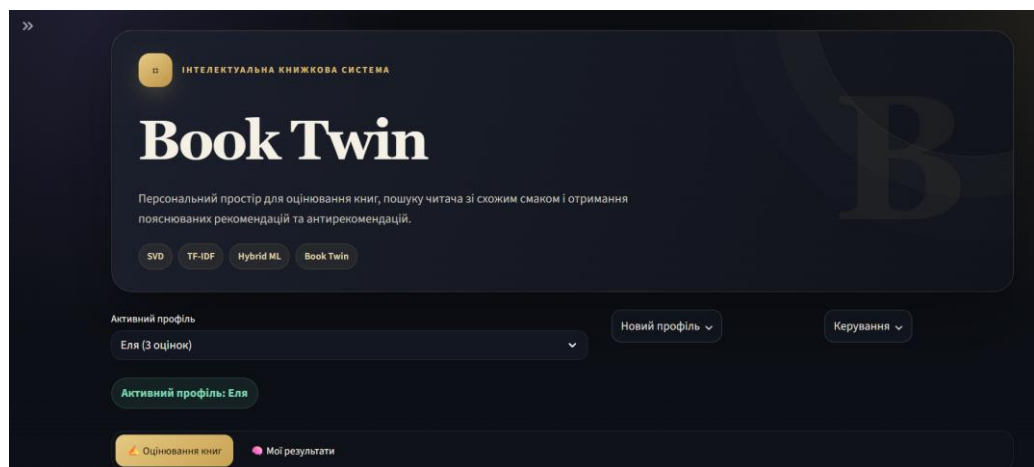 »
ІНТЕЛЕКТУАЛЬНА КНИЖКОВА СИСТЕМА
Book Twin
B
Персональний простір для оцінювання книг, пошуку читача зі схожим смаком і отримання
пояснюваних рекомендацій та антирекомендацій.
SVD TF-IDF Hybrid ML Book Twin
Активний профіль
Еля (3 оцінок)
Новий профіль
Керування
Активний профіль: Еля
✍️ Оцінювання книг 🧠 Мої результати